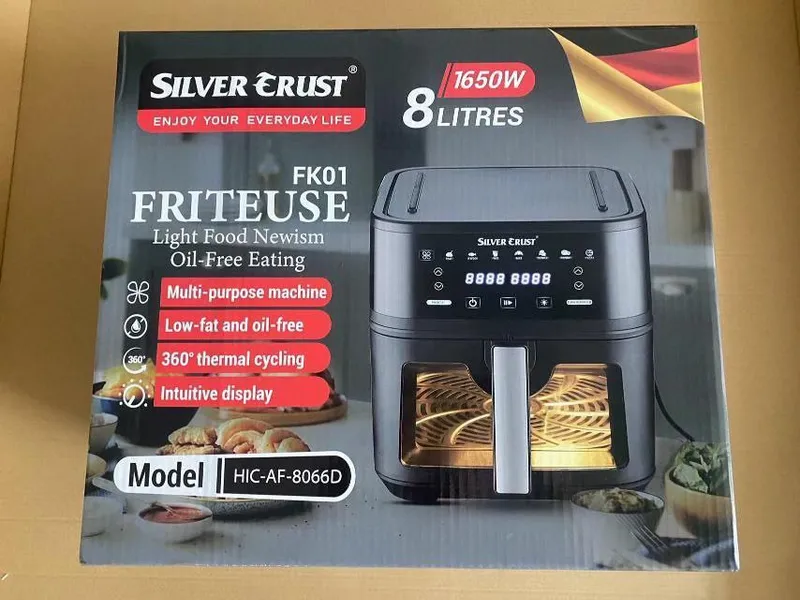 SILVER CRUST®
ENJOY YOUR EVERYDAY LIFE
1650W
8 LITRES
FK01
FRITEUSE
Light Food Newism
Oil-Free Eating
Multi-purpose machine
Low-fat and oil-free
360°
360° thermal cycling
Intuitive display
Model HIC-AF-8066D
SILVER CRUST
8888 8888